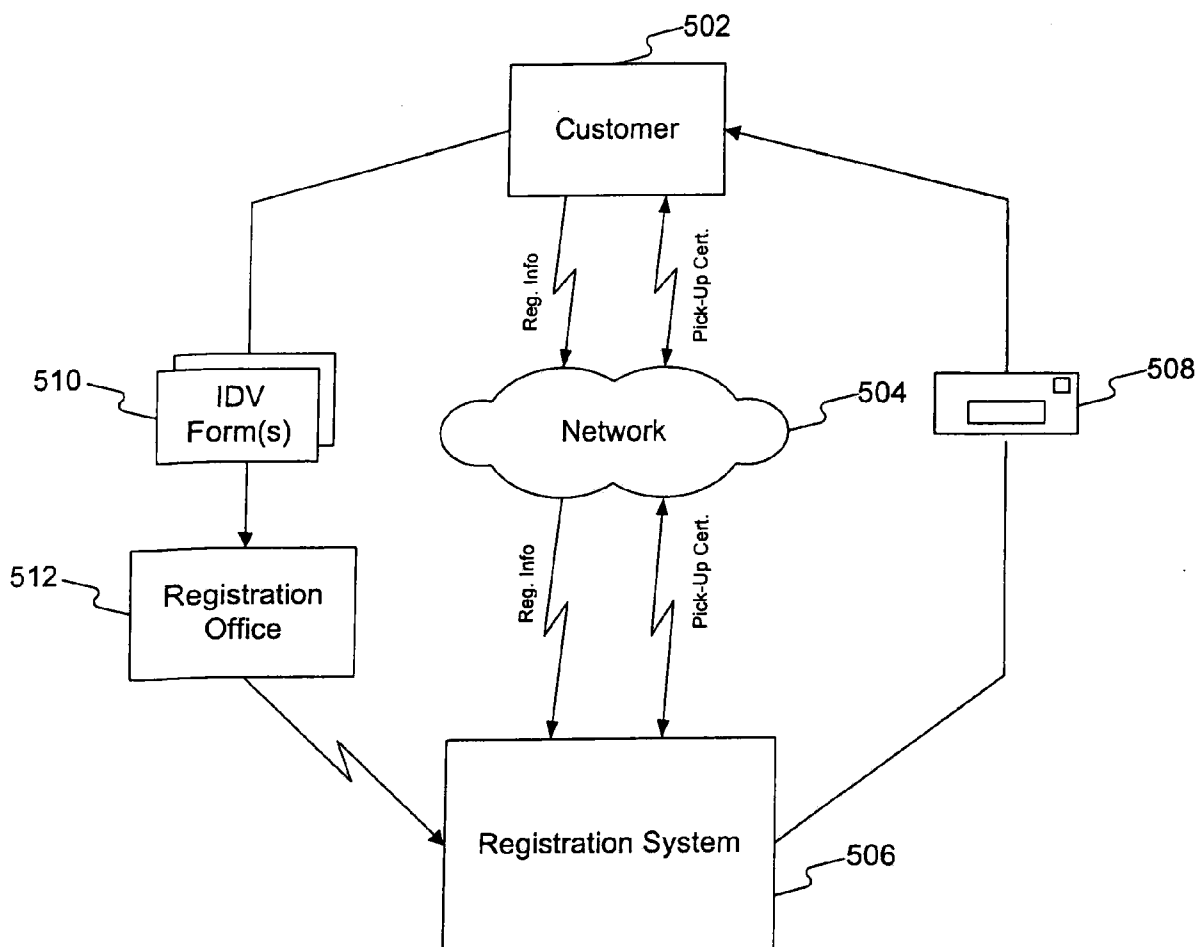 502
Customer
Reg. Info
Pick-Up Cert.
510
IDV
Form(s)
Network
504
508
Reg. Info
Pick-Up Cert.
512
Registration
Office
Registration System
506